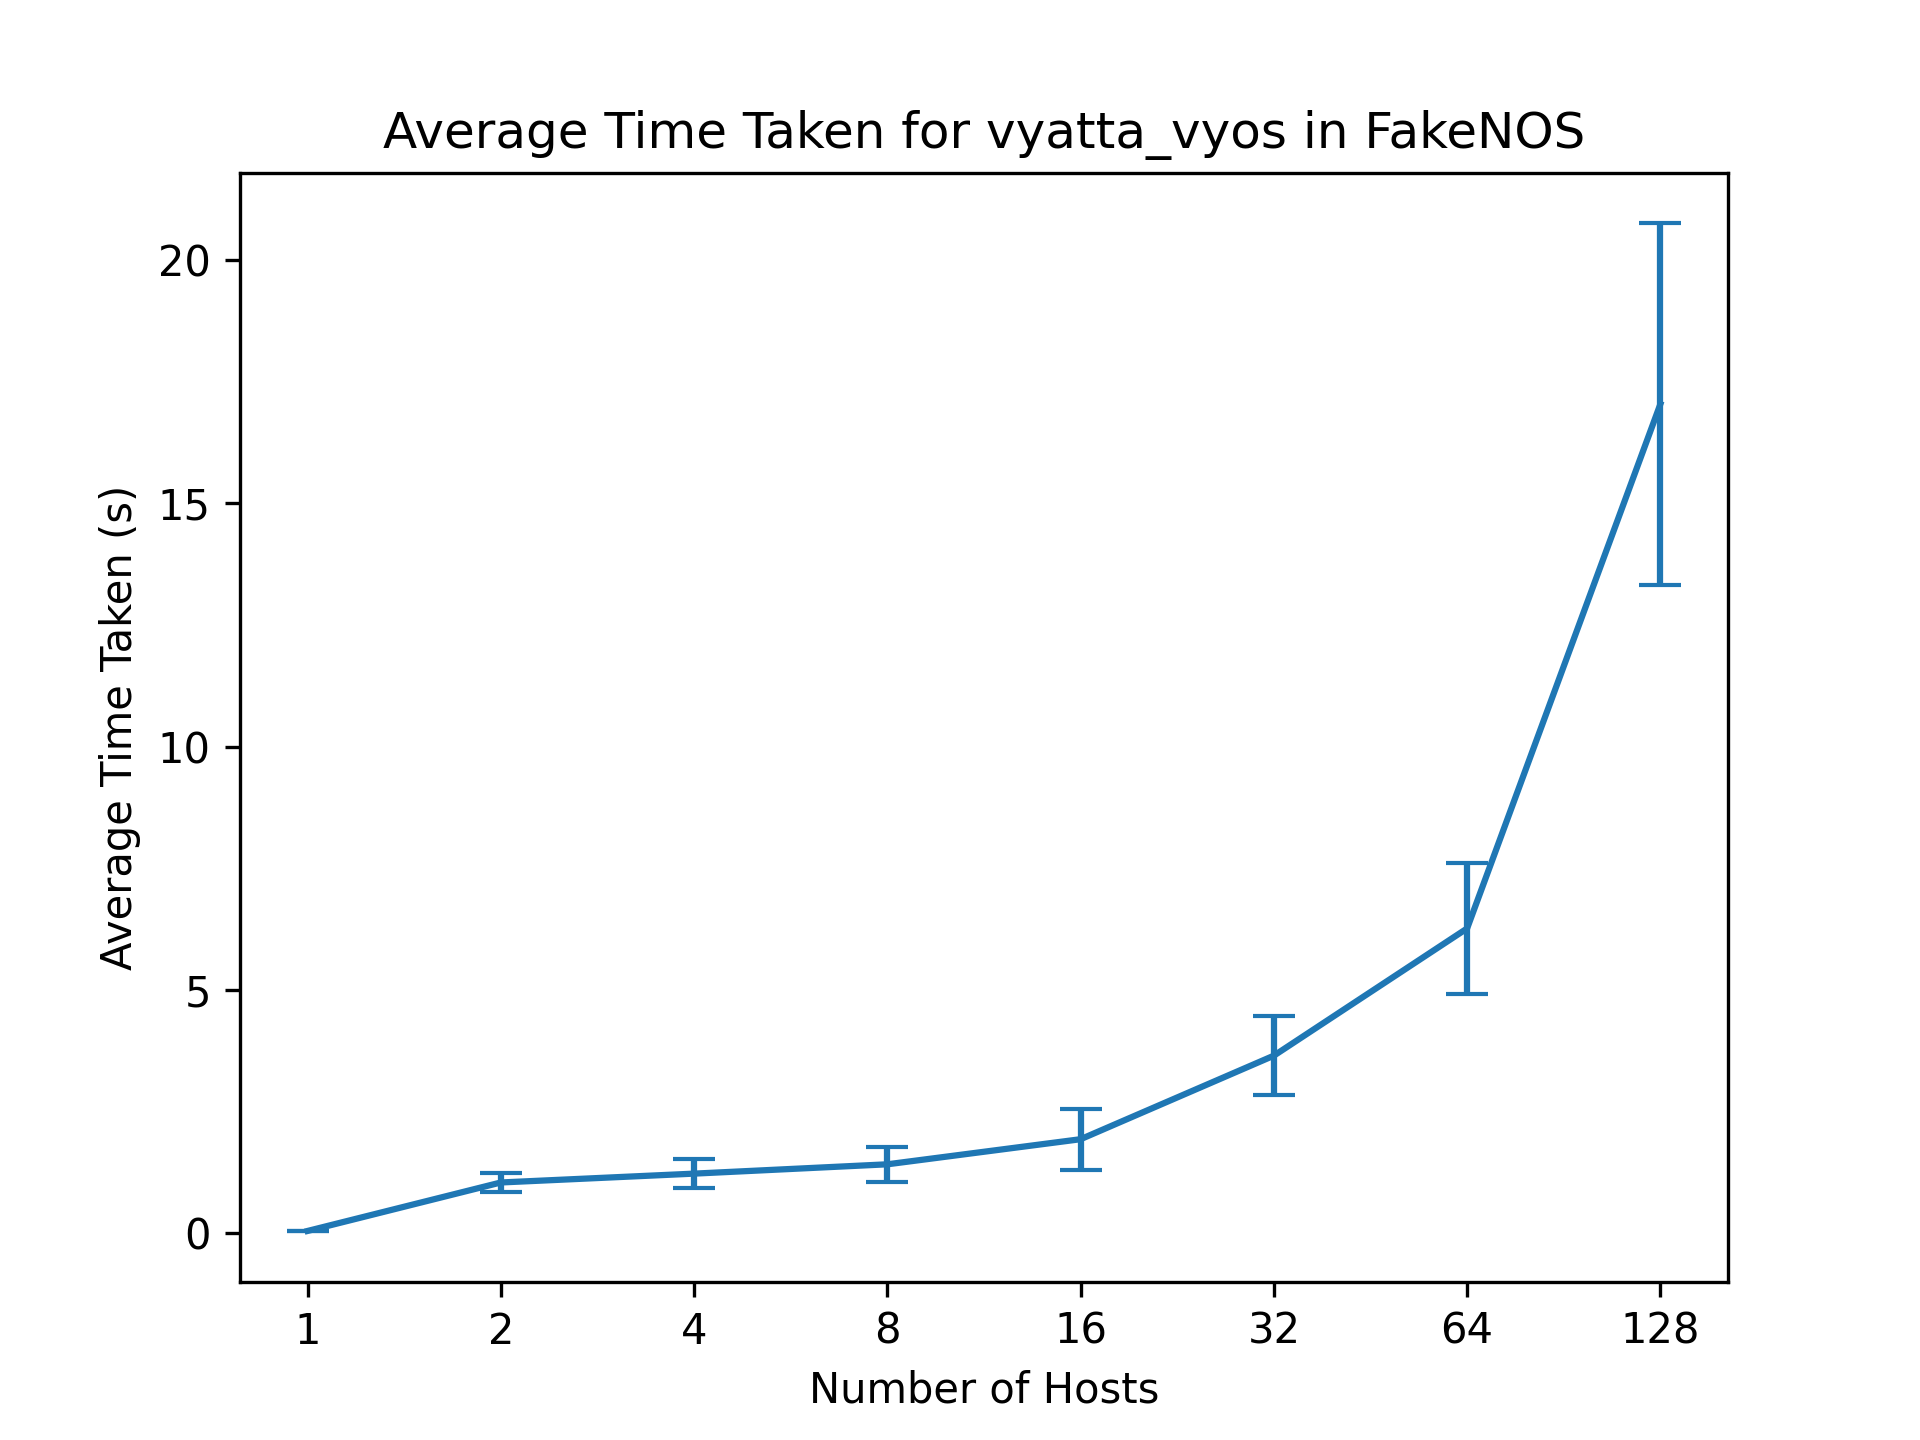 Average Time Taken for vyatta_vyos in FakeNOS
Average Time Taken (s)
20
15
10
5
0
1 2 4 8 16 32 64 128
Number of Hosts